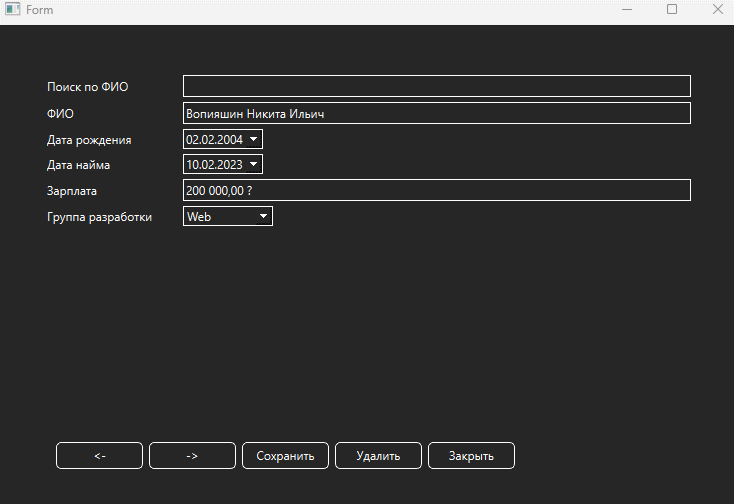 Form
Поиск по ФИО
ФИО Вопияшин Никита Ильич
Дата рождения 02.02.2004
Дата найма 10.02.2023
Зарплата 200 000,00 ?
Группа разработки Web
<- -> Сохранить Удалить Закрыть